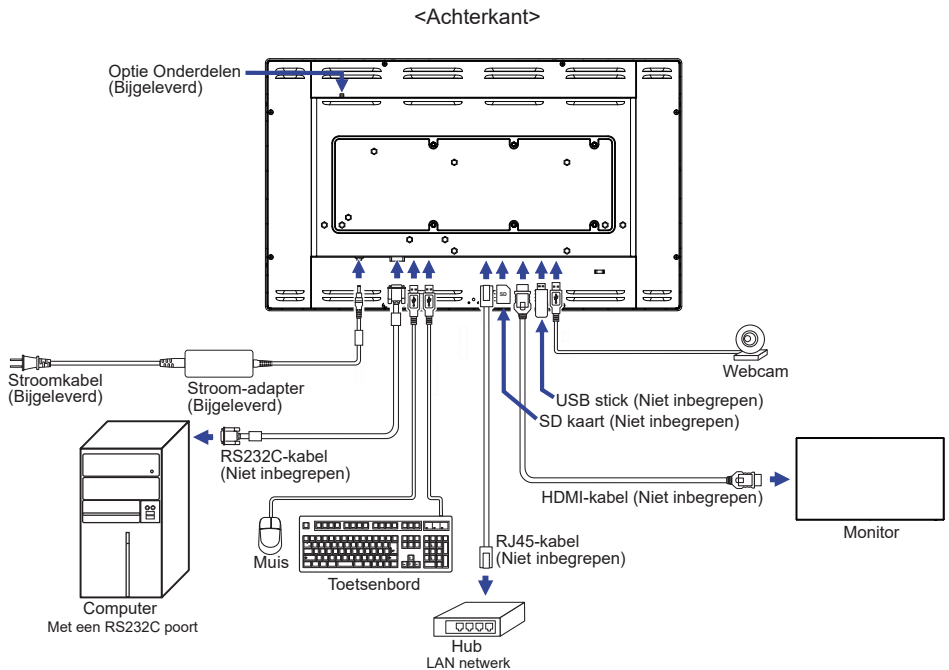 <Achterkant>
Optie Onderdelen
(Bijgeleverd)
SD
Stroomkabel
(Bijgeleverd)
Stroom-adapter
(Bijgeleverd)
Webcam
USB stick (Niet inbegrepen)
SD kaart (Niet inbegrepen)
RS232C-kabel
(Niet inbegrepen)
HDMI-kabel (Niet inbegrepen)
Monitor
Muis
Toetsenbord
RJ45-kabel
(Niet inbegrepen)
Computer
Met een RS232C poort
Hub
LAN netwerk